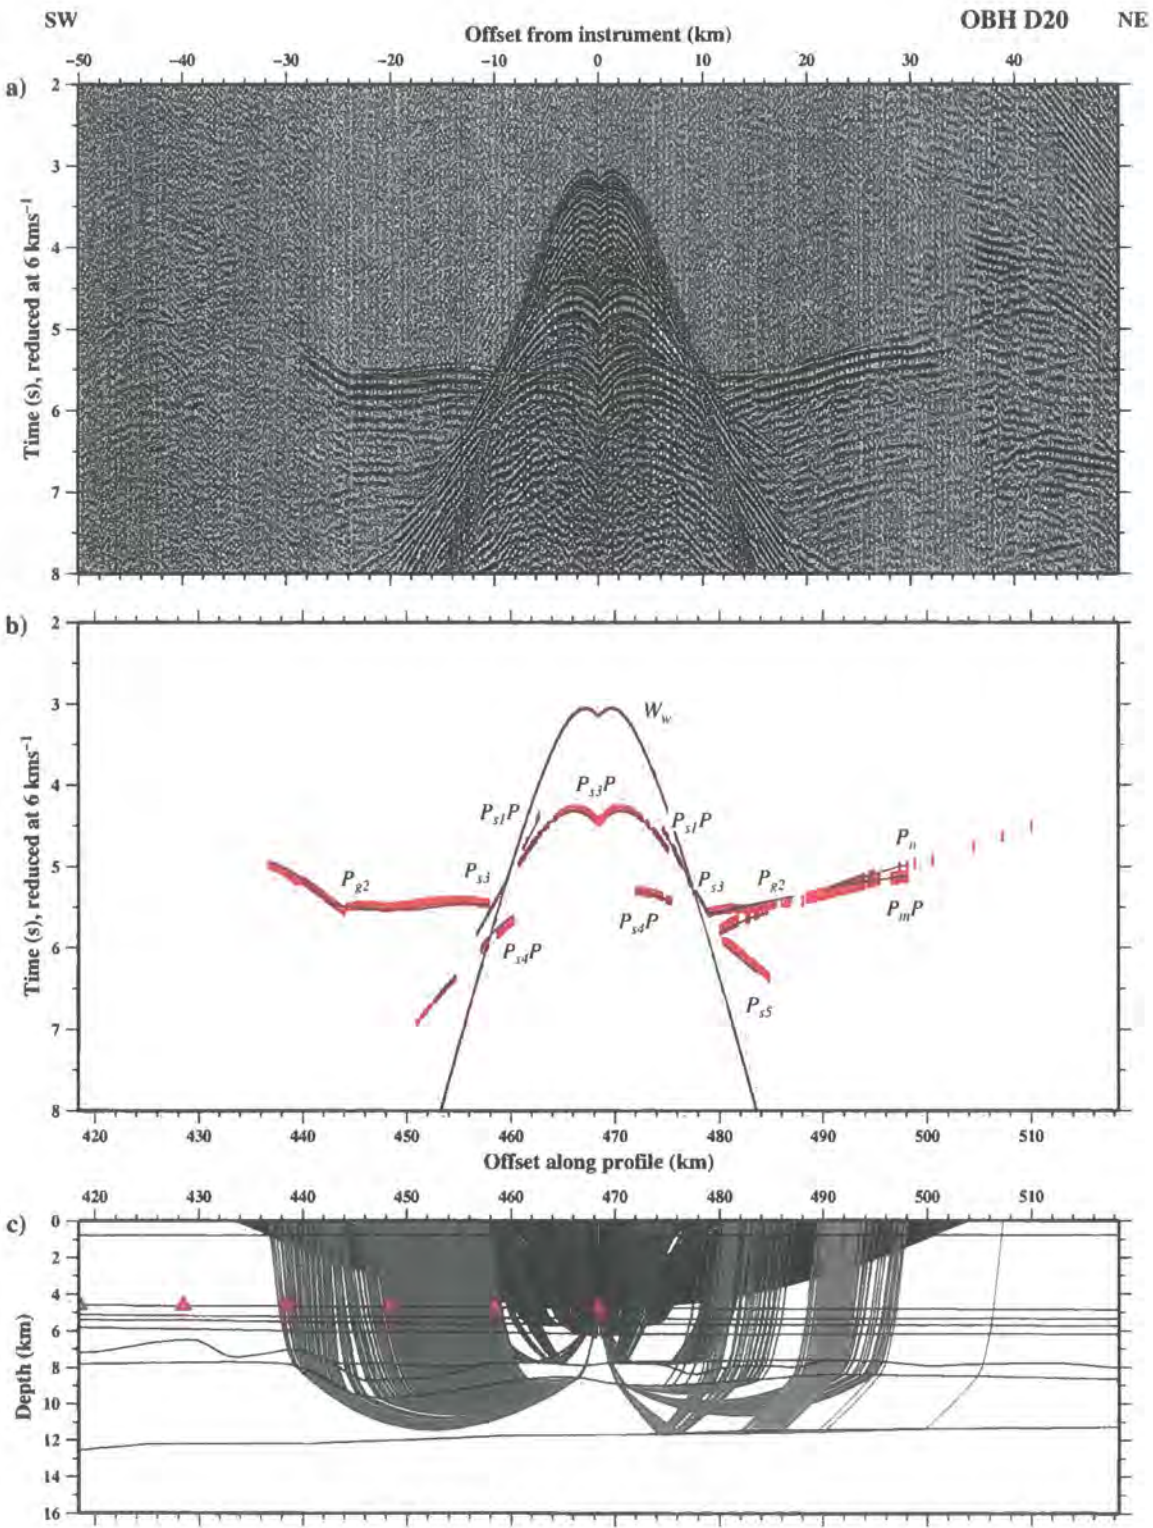 SW
OBH D20
NE
Offset from instrument (km)
−50 −40 −30 −20 −10 0 10 20 30 40
a)
2
3
4
5
6
7
8
Time (s), reduced at 6 kms⁻¹
b)
2
3
4
5
6
7
8
Time (s), reduced at 6 kms⁻¹
W_w
P_s3P
P_s1P
P_s1P
P_n
P_g2
P_s3
P_s3
P_g2
P_mP
P_s4P
P_s4P
P_s5
420 430 440 450 460 470 480 490 500 510
Offset along profile (km)
c)
420 430 440 450 460 470 480 490 500 510
0
2
4
6
8
10
12
14
16
Depth (km)